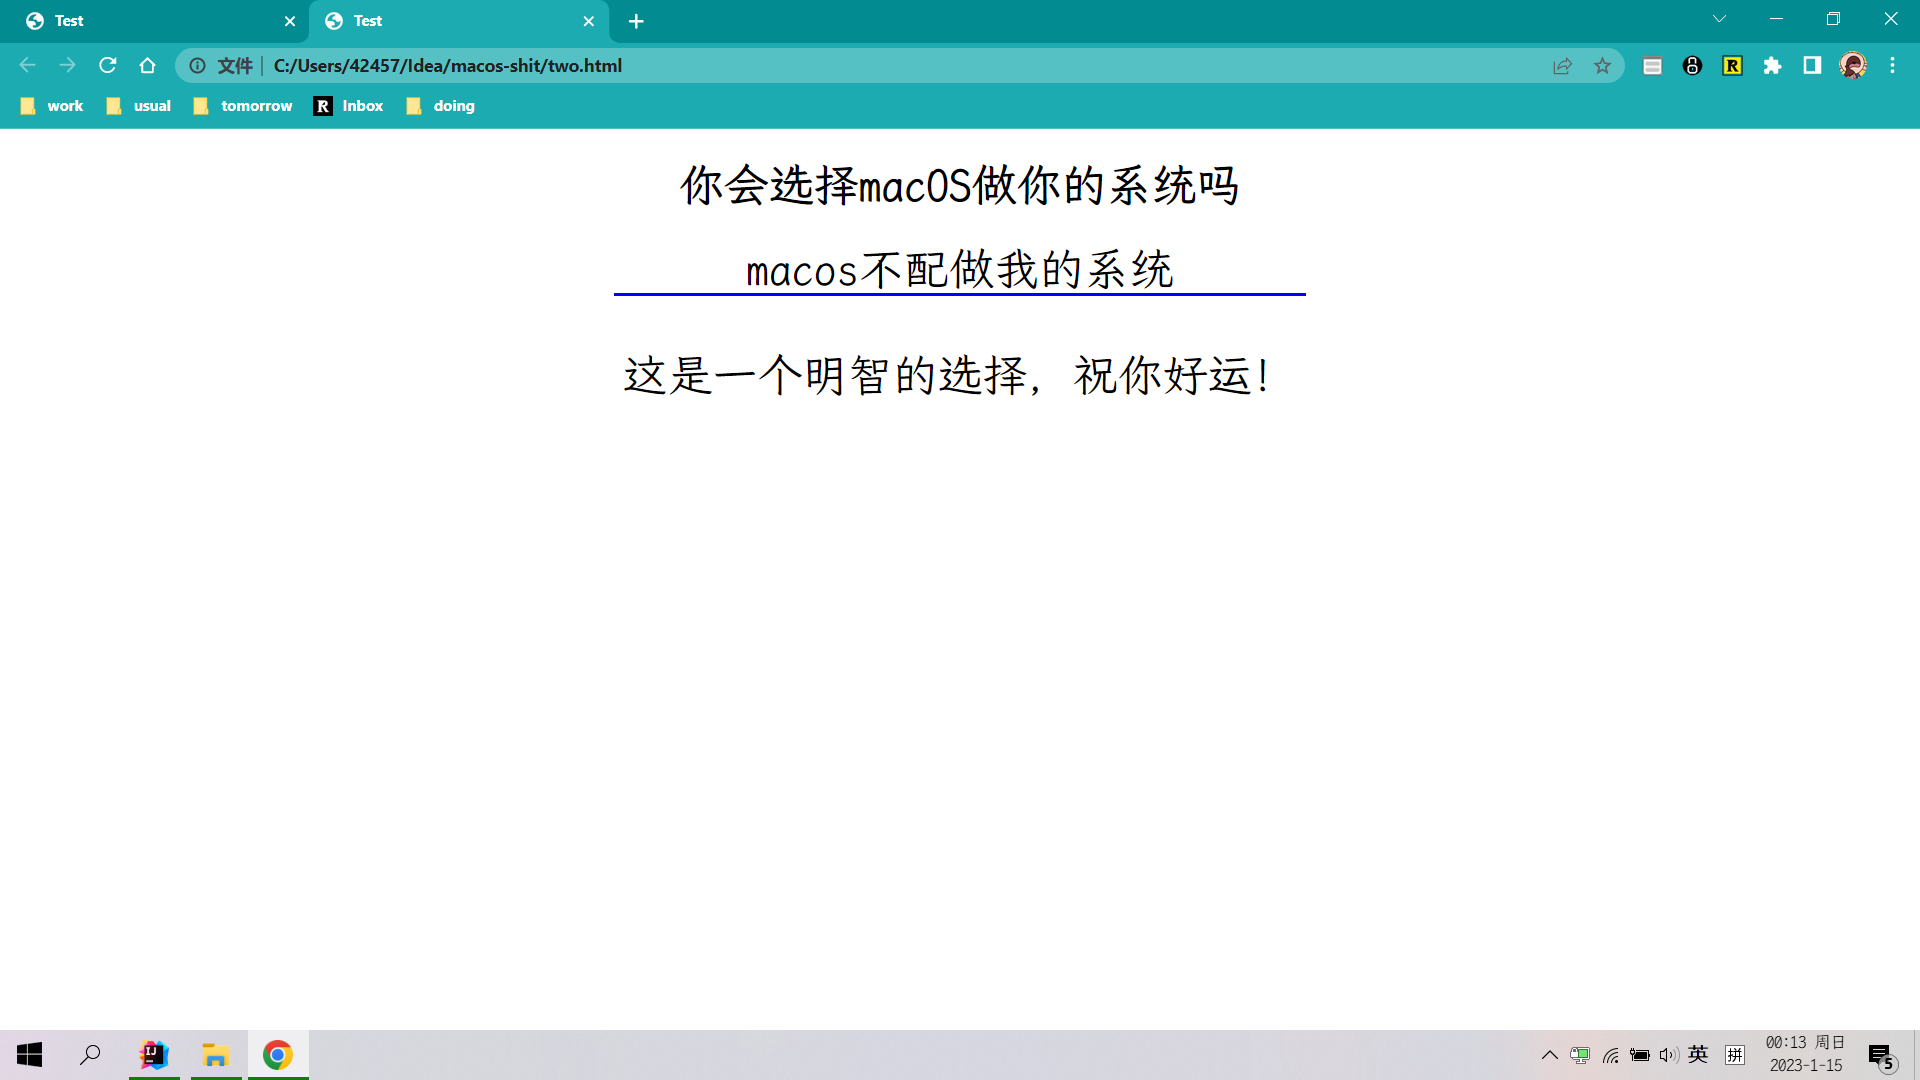 Test
Test
文件 C:/Users/42457/Idea/macos-shit/two.html
work usual tomorrow Inbox doing
你会选择macOS做你的系统吗
macos不配做我的系统
这是一个明智的选择，祝你好运！
英 拼 00:13 周日
2023-1-15
5